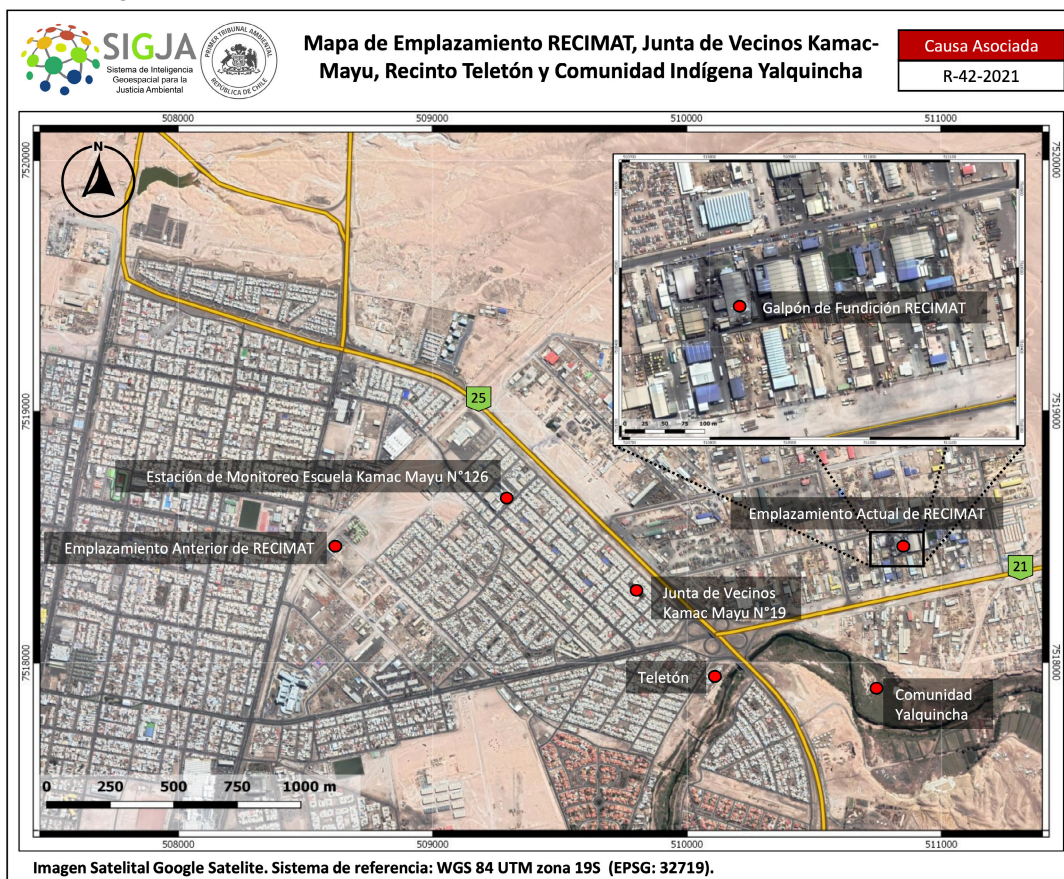 SIGJA
Sistema de Inteligencia
Geoespacial para la
Justicia Ambiental
PRIMER TRIBUNAL AMBIENTAL
REPÚBLICA DE CHILE
Mapa de Emplazamiento RECIMAT, Junta de Vecinos Kamac-
Mayu, Recinto Teletón y Comunidad Indígena Yalquincha
Causa Asociada
R-42-2021
508000
509000
510000
511000
7520000
7520000
N
Galpón de Fundición RECIMAT
0 25 50 75 100 m
25
7519000
7519000
Estación de Monitoreo Escuela Kamac Mayu N°126
Emplazamiento Actual de RECIMAT
Emplazamiento Anterior de RECIMAT
21
Junta de Vecinos
Kamac Mayu N°19
7518000
7518000
Teletón
Comunidad
Yalquincha
0 250 500 750 1000 m
508000
509000
510000
511000
Imagen Satelital Google Satelite. Sistema de referencia: WGS 84 UTM zona 19S (EPSG: 32719).